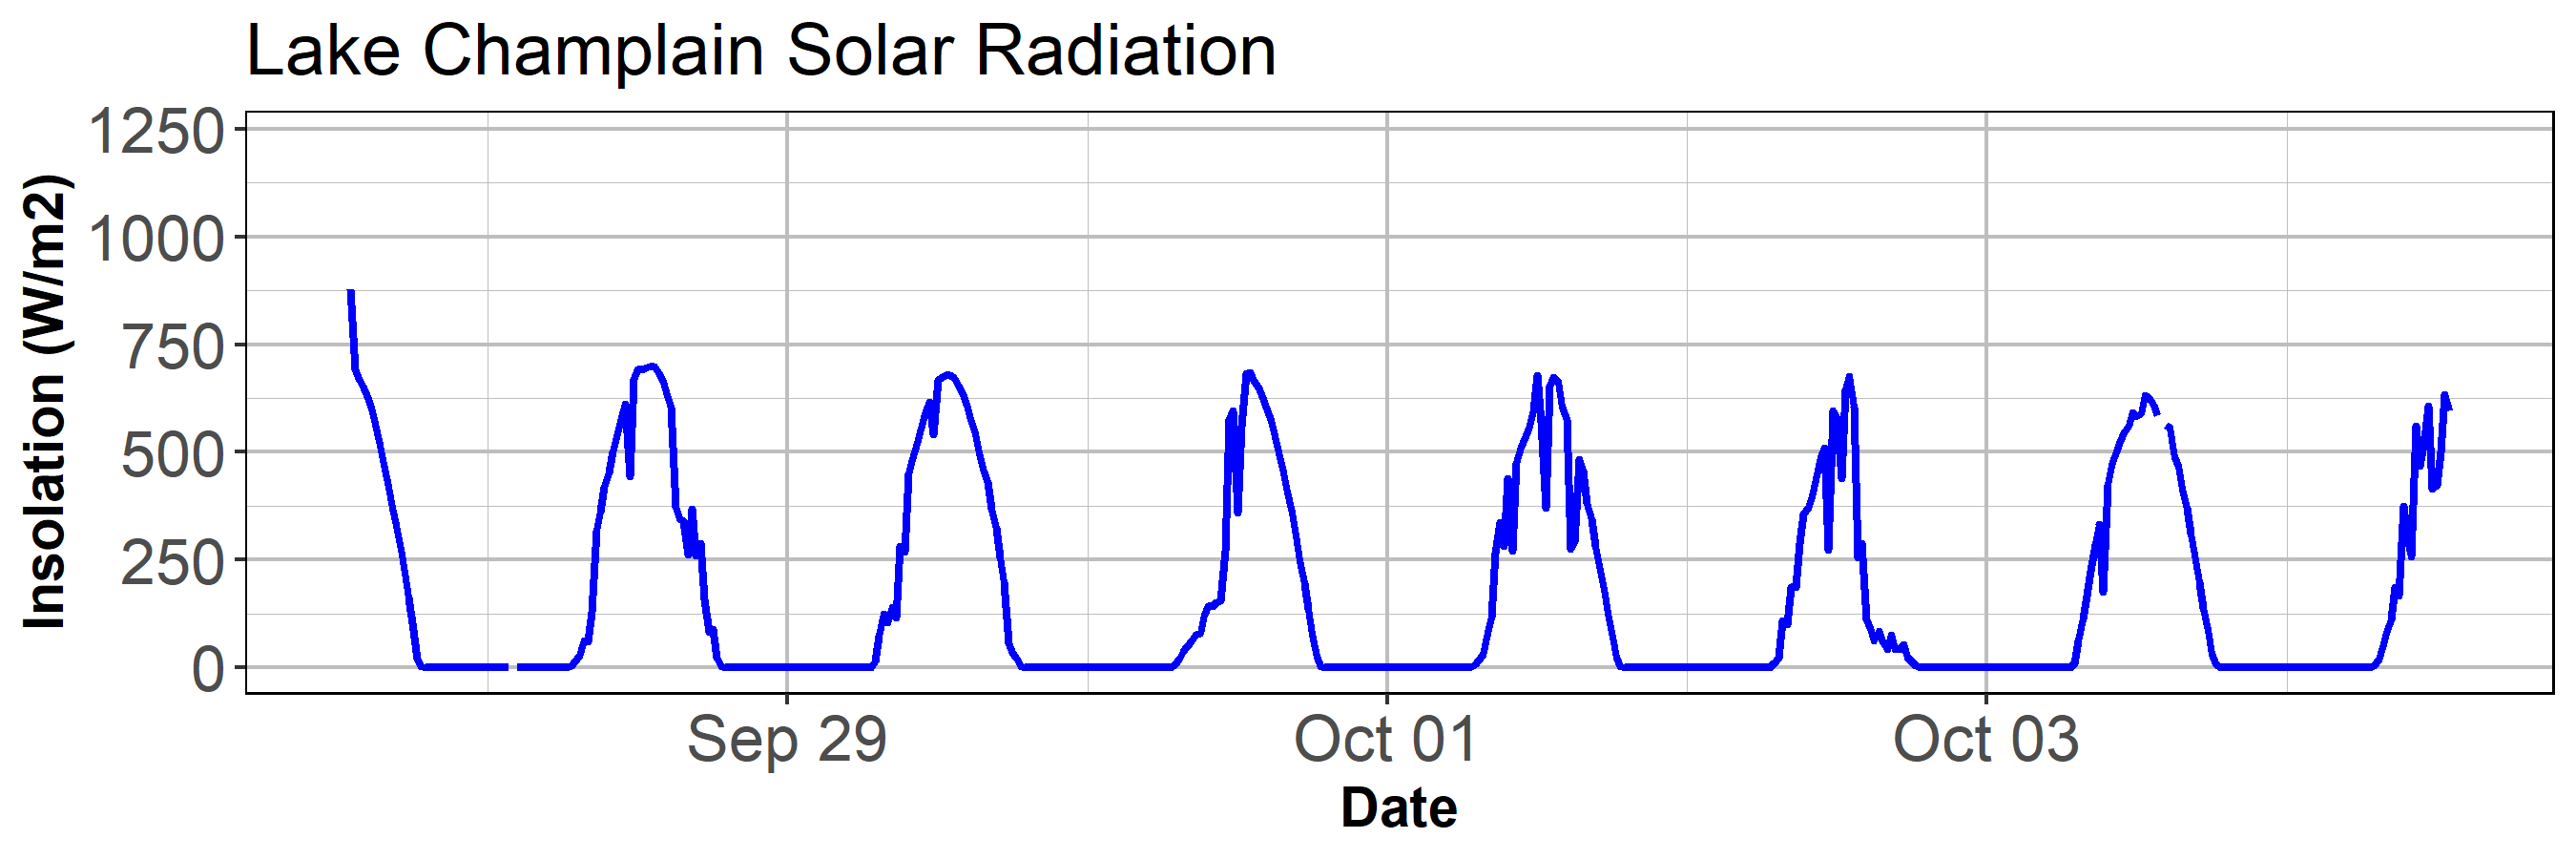 Lake Champlain Solar Radiation
Insolation (W/m2)
1250
1000
750
500
250
0
Sep 29
Oct 01
Oct 03
Date